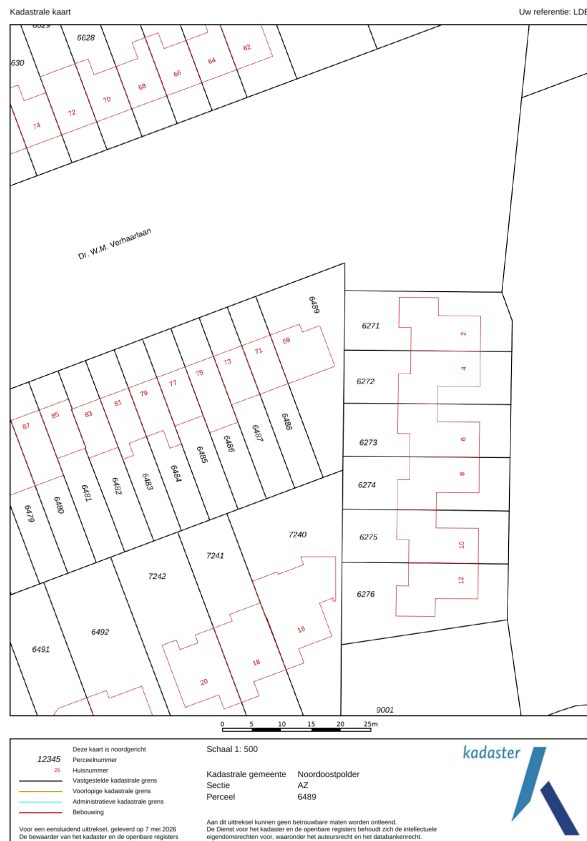 Kadastrale kaart
Uw referentie: LDE
6629
6628
630
62
64
66
68
70
72
74
Dr. W.M. Verhaarlaan
6489
6271
2
6272
4
6273
6
6274
8
6275
10
6276
12
69
71
73
75
77
79
81
83
85
87
6488
6487
6486
6485
6484
6483
6482
6481
6480
6479
7240
7241
7242
6492
6491
16
18
20
9001
0 5 10 15 20 25m
Deze kaart is noordgericht
12345 Perceelnummer
25 Huisnummer
Vastgestelde kadastrale grens
Voorlopige kadastrale grens
Administratieve kadastrale grens
Bebouwing
Voor een eensluidend uittreksel, geleverd op 7 mei 2026
De bewaarder van het kadaster en de openbare registers
Schaal 1: 500
Kadastrale gemeente Noordoostpolder
Sectie AZ
Perceel 6489
Aan dit uittreksel kunnen geen betrouwbare maten worden ontleend.
De Dienst voor het kadaster en de openbare registers behoudt zich de intellectuele
eigendomsrechten voor, waaronder het auteursrecht en het databankenrecht.
kadaster